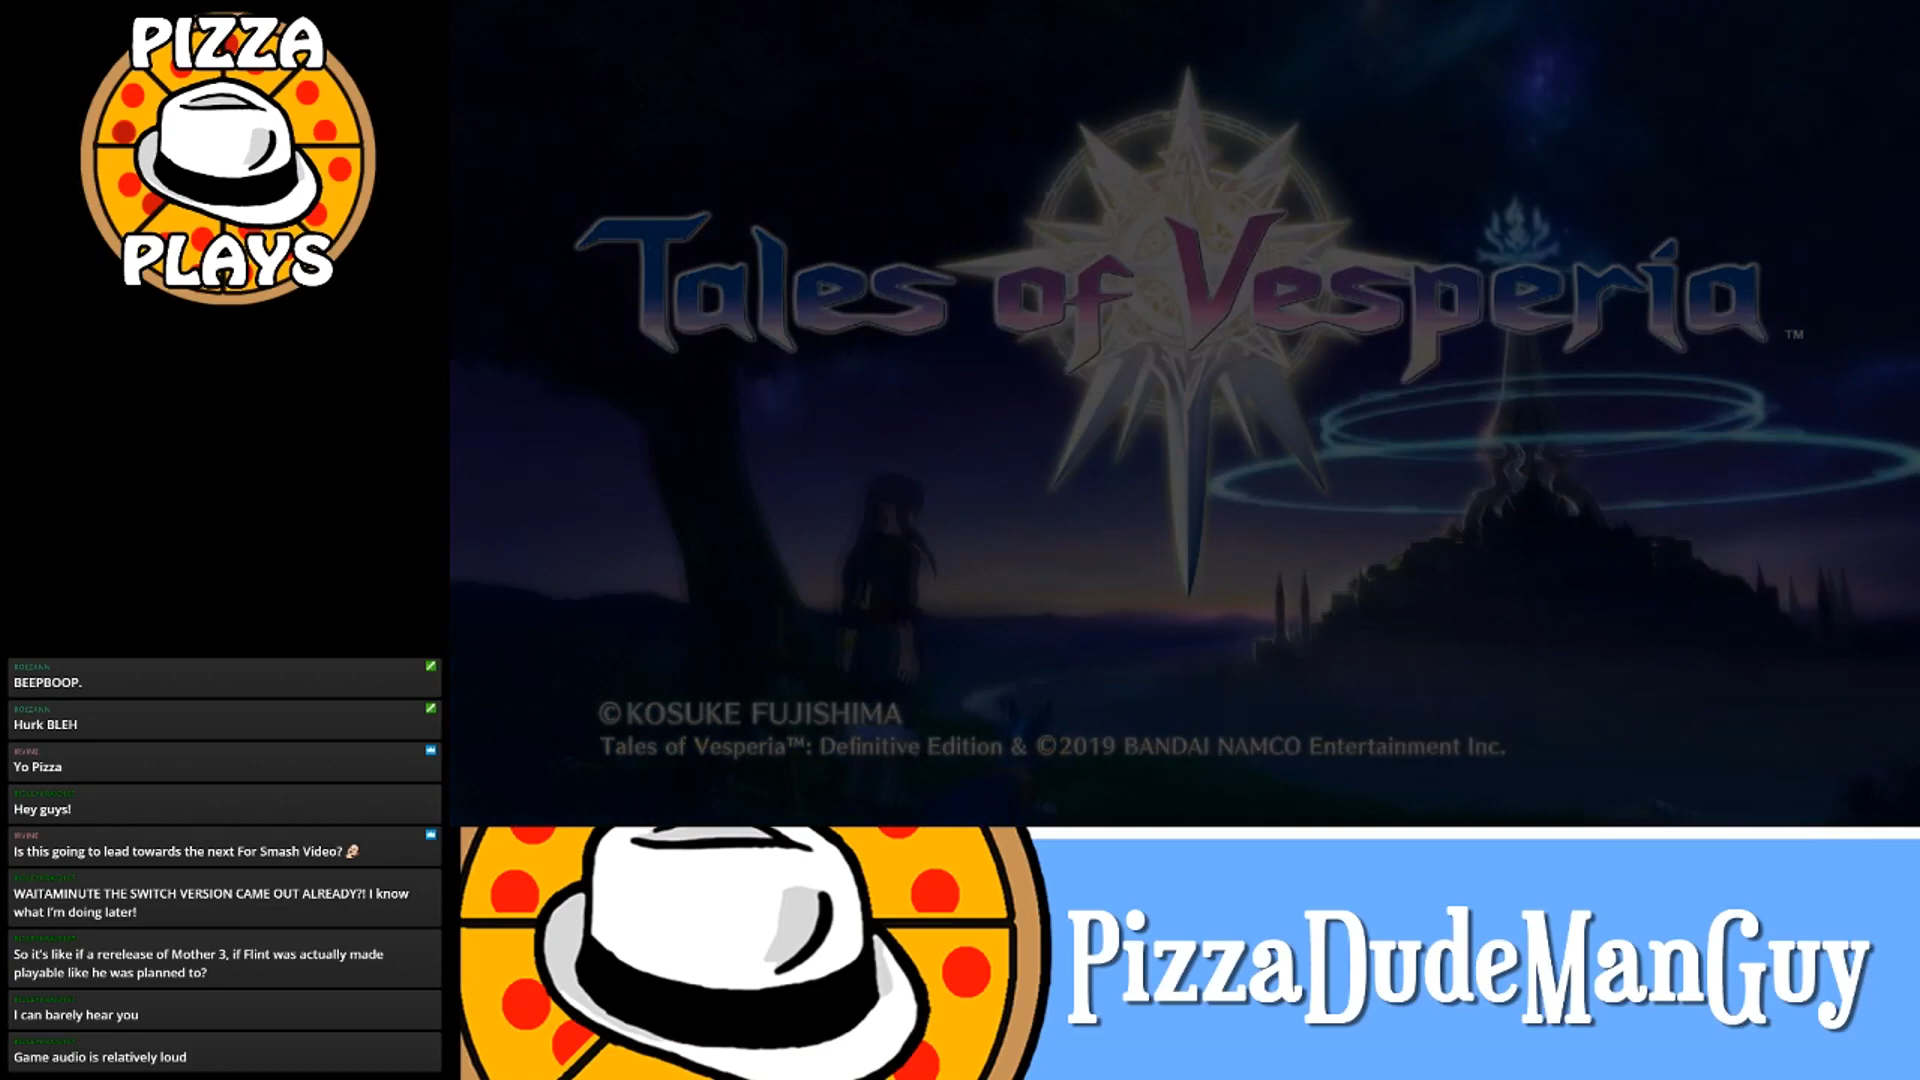 PIZZA
PLAYS
Tales of Vesperia ™
©KOSUKE FUJISHIMA
Tales of Vesperia™: Definitive Edition & ©2019 BANDAI NAMCO Entertainment Inc.
BEEPBOOP.
Hurk BLEH
IRVINE
Yo Pizza
Hey guys!
IRVINE
Is this going to lead towards the next For Smash Video?
WAITAMINUTE THE SWITCH VERSION CAME OUT ALREADY?! I know
what I'm doing later!
So it's like if a rerelease of Mother 3, if Flint was actually made
playable like he was planned to?
I can barely hear you
Game audio is relatively loud
PizzaDudeManGuy